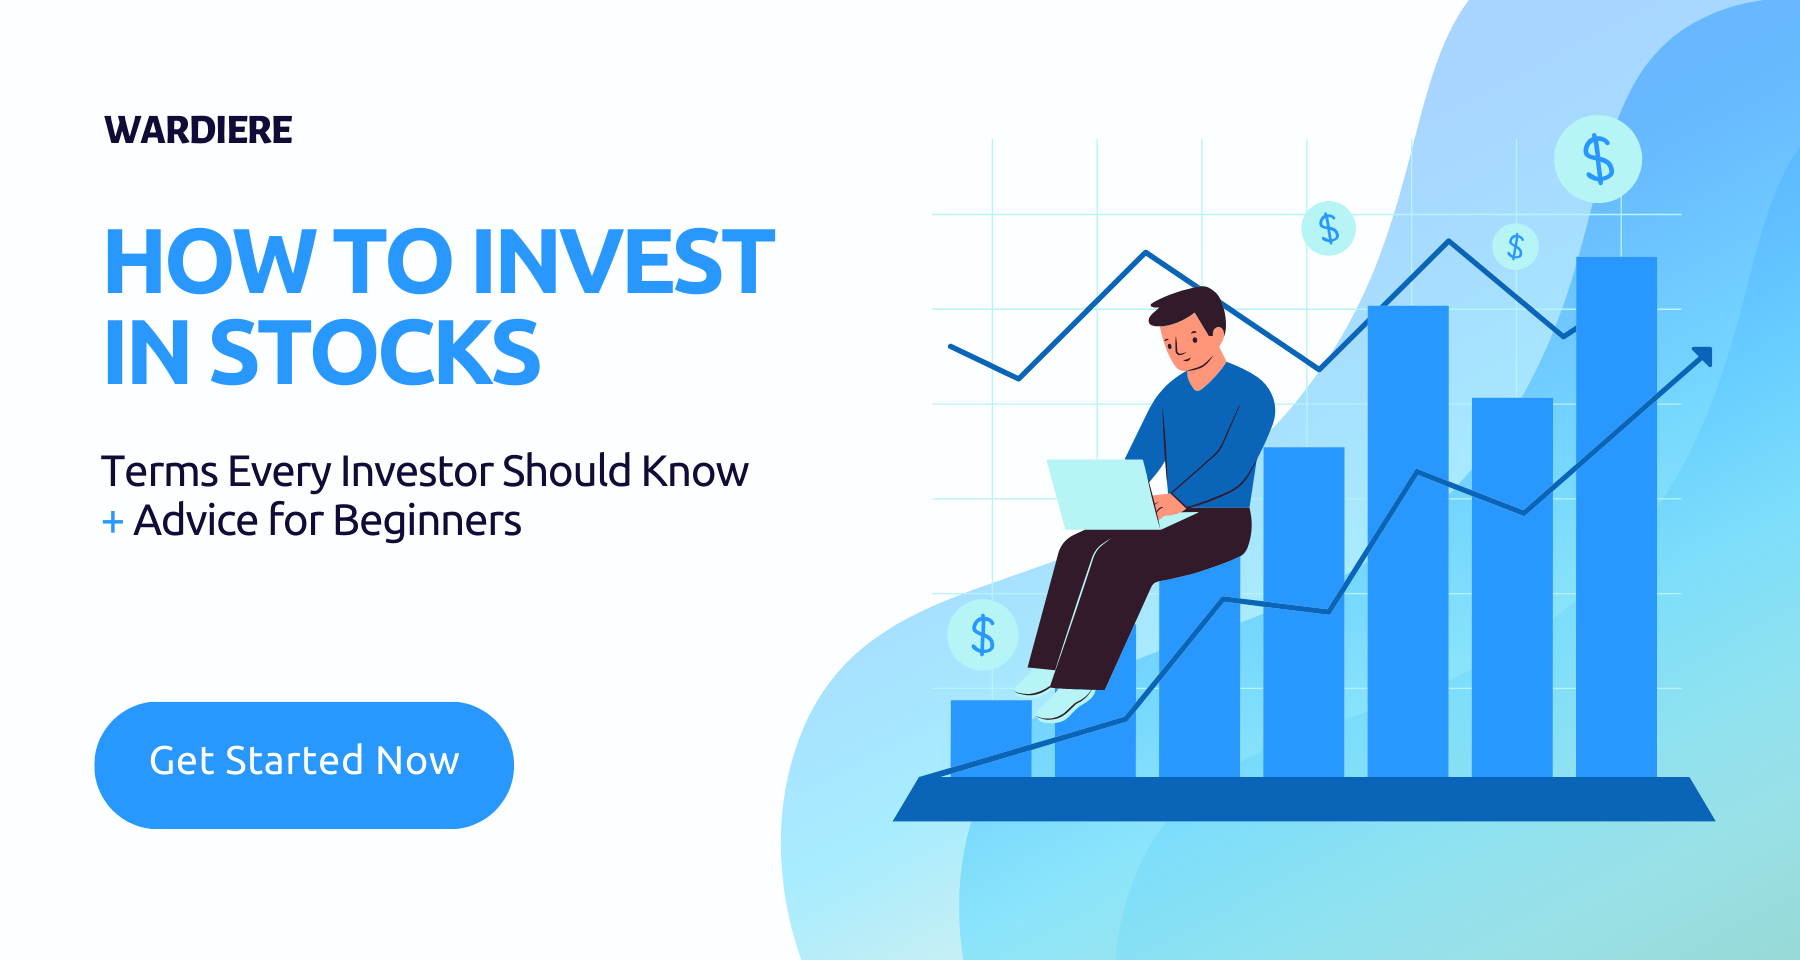 WARDIERE
HOW TO INVEST
IN STOCKS
Terms Every Investor Should Know
+ Advice for Beginners
Get Started Now
$
$
$
$